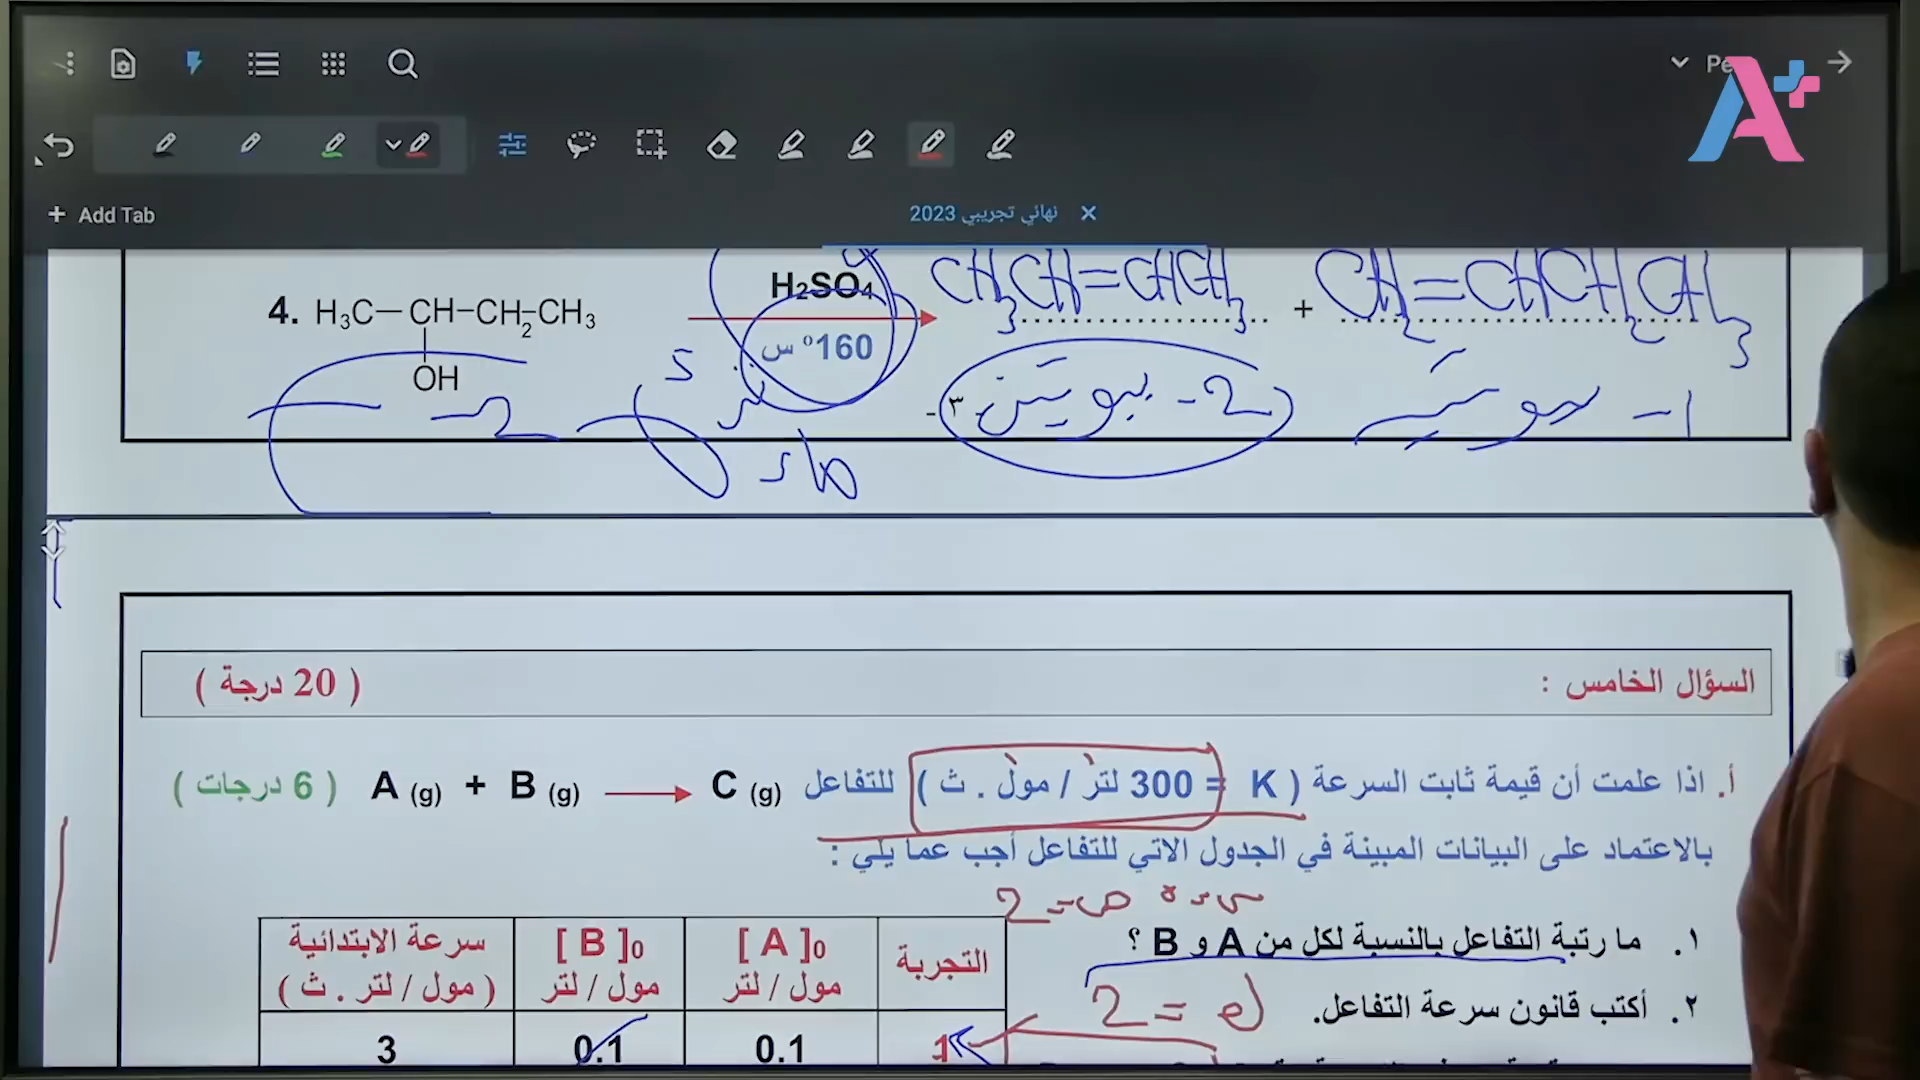 A+
Add Tab
نهائي تجريبي 2023
4. H₃C—CH—CH₂—CH₃
OH
H₂SO₄
160° س
CH₃CH=CHCH₃ + CH₂=CHCH₂CH₃
2- بيوتين
1-
- ٣ -
السؤال الخامس : ( 20 درجة )
أ. اذا علمت أن قيمة ثابت السرعة ( K = 300 لتر / مول . ث ) للتفاعل A (g) + B (g) → C (g) ( 6 درجات )
بالاعتماد على البيانات المبينة في الجدول الاتي للتفاعل أجب عما يلي :
١. ما رتبة التفاعل بالنسبة لكل من A و B ؟
= 2
٢. أكتب قانون سرعة التفاعل.
التجربة [ A ]₀ مول / لتر [ B ]₀ مول / لتر سرعة الابتدائية ( مول / لتر . ث )
1 0.1 0.1 3